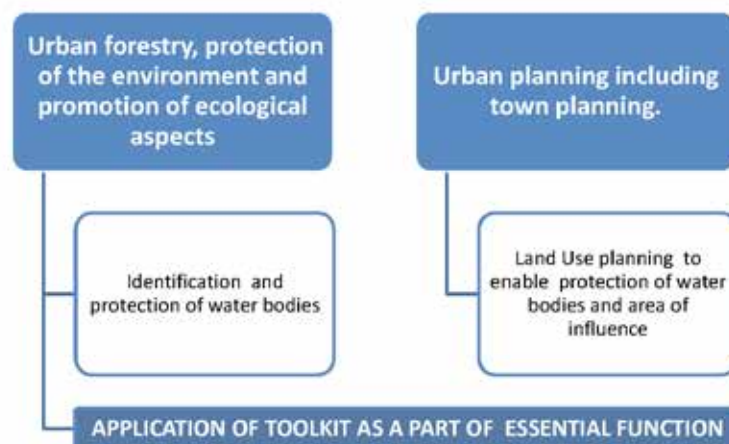 Urban forestry, protection
of the environment and
promotion of ecological
aspects
Urban planning including
town planning.
Identification and
protection of water bodies
Land Use planning to
enable protection of water
bodies and area of
influence
APPLICATION OF TOOLKIT AS A PART OF ESSENTIAL FUNCTION